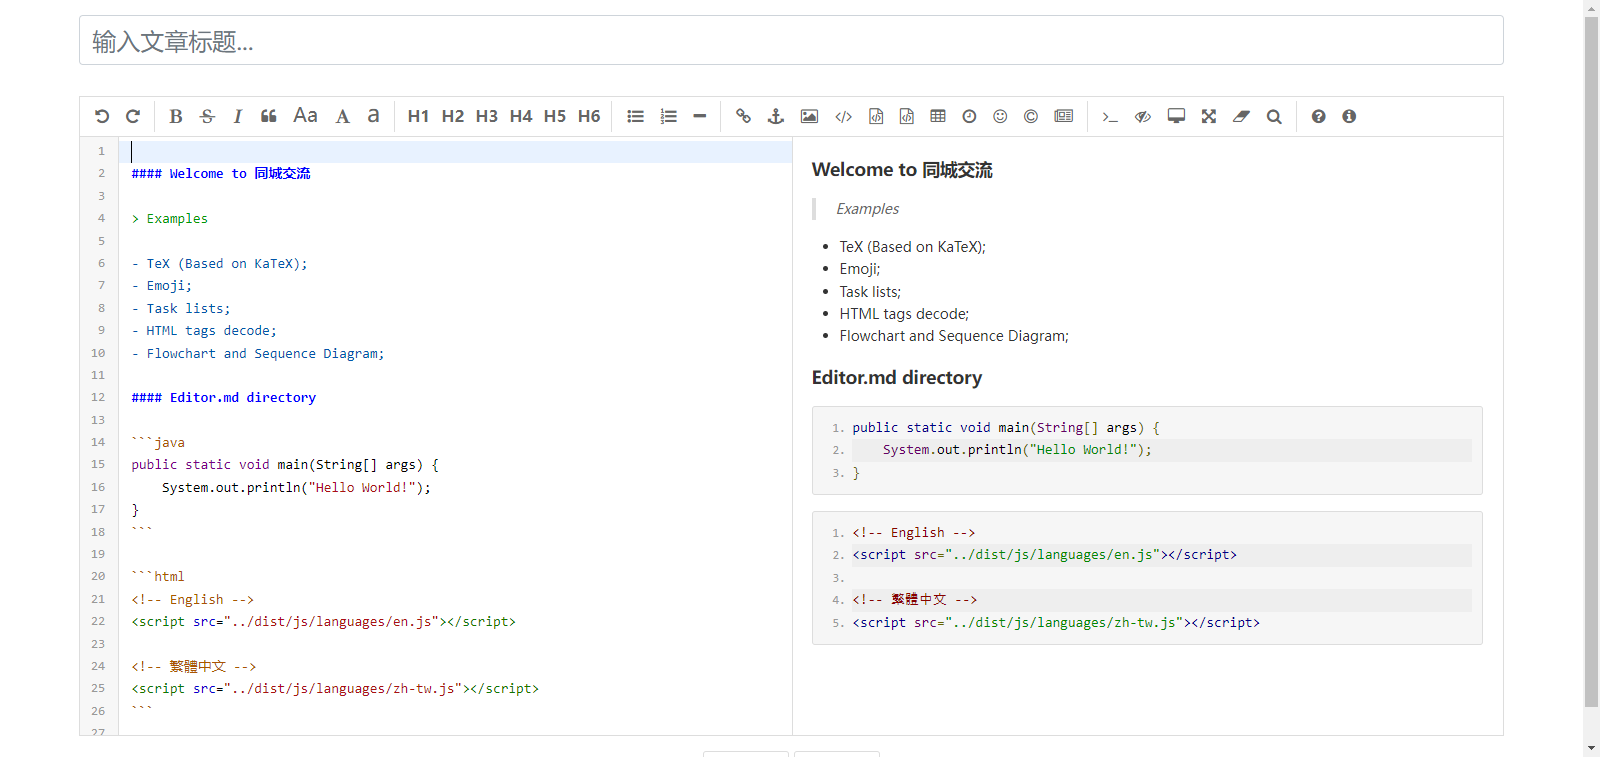 输入文章标题...
B S I Aa A a H1 H2 H3 H4 H5 H6
1
2 #### Welcome to 同城交流
3
4 > Examples
5
6 - TeX (Based on KaTeX);
7 - Emoji;
8 - Task lists;
9 - HTML tags decode;
10 - Flowchart and Sequence Diagram;
11
12 #### Editor.md directory
13
14 ```java
15 public static void main(String[] args) {
16     System.out.println("Hello World!");
17 }
18 ```
19
20 ```html
21 <!-- English -->
22 <script src="../dist/js/languages/en.js"></script>
23
24 <!-- 繁體中文 -->
25 <script src="../dist/js/languages/zh-tw.js"></script>
26 ```
27
Welcome to 同城交流
Examples
• TeX (Based on KaTeX);
• Emoji;
• Task lists;
• HTML tags decode;
• Flowchart and Sequence Diagram;
Editor.md directory
1. public static void main(String[] args) {
2.     System.out.println("Hello World!");
3. }
1. <!-- English -->
2. <script src="../dist/js/languages/en.js"></script>
3.
4. <!-- 繁體中文 -->
5. <script src="../dist/js/languages/zh-tw.js"></script>